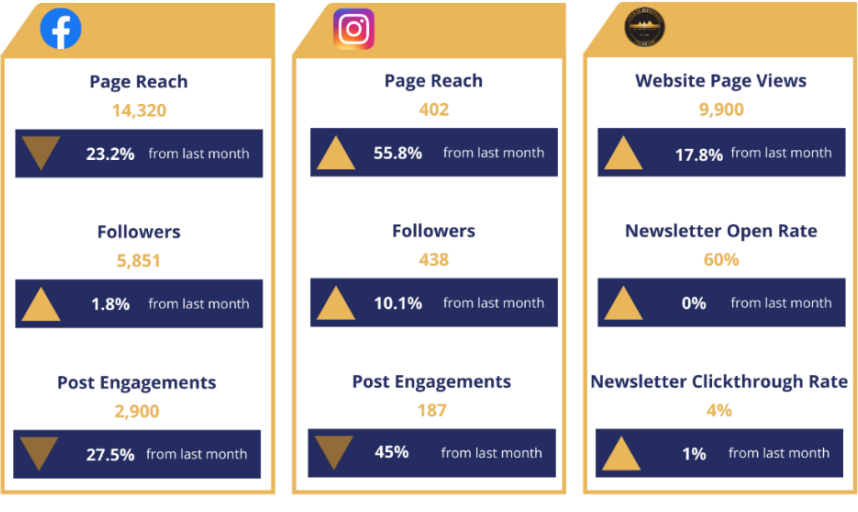 Page Reach
14,320
23.2% from last month
Followers
5,851
1.8% from last month
Post Engagements
2,900
27.5% from last month
Page Reach
402
55.8% from last month
Followers
438
10.1% from last month
Post Engagements
187
45% from last month
Website Page Views
9,900
17.8% from last month
Newsletter Open Rate
60%
0% from last month
Newsletter Clickthrough Rate
4%
1% from last month